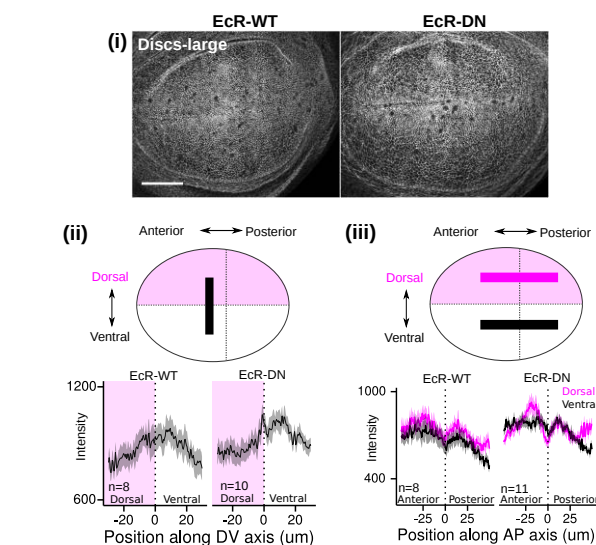 EcR-WT EcR-DN
(i)
Discs-large
(ii)
Anterior Posterior
Dorsal
Ventral
EcR-WT EcR-DN
1200
Intensity
600
n=8
Dorsal Ventral
n=10
Dorsal Ventral
-20 0 20 -20 0 20
Position along DV axis (um)
(iii)
Anterior Posterior
Dorsal
Ventral
EcR-WT EcR-DN
Dorsal
Ventral
1000
Intensity
400
n=8
Anterior Posterior
n=11
Anterior Posterior
-25 0 25 -25 0 25
Position along AP axis (um)